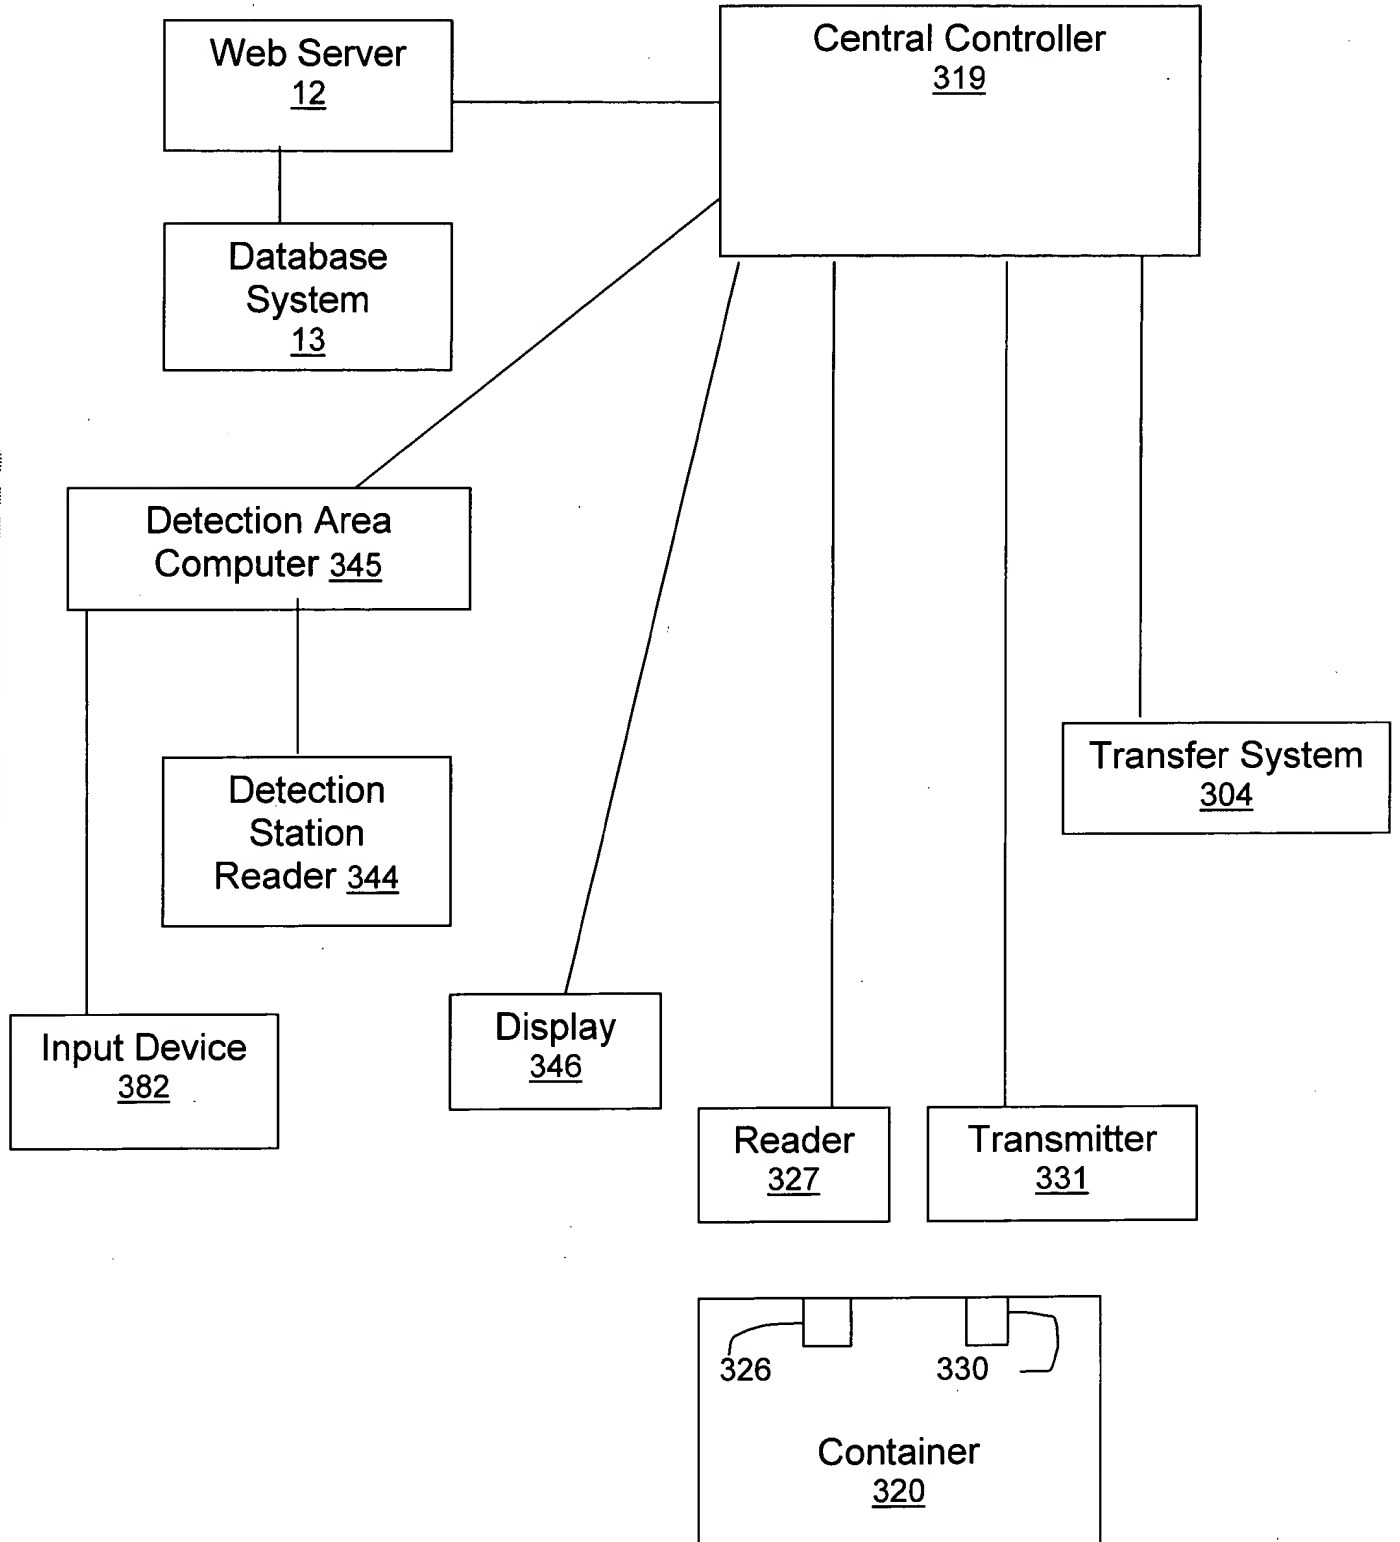 Web Server
12
Central Controller
319
Database
System
13
Detection Area
Computer 345
Transfer System
304
Detection
Station
Reader 344
Display
346
Input Device
382
Reader
327
Transmitter
331
326
330
Container
320